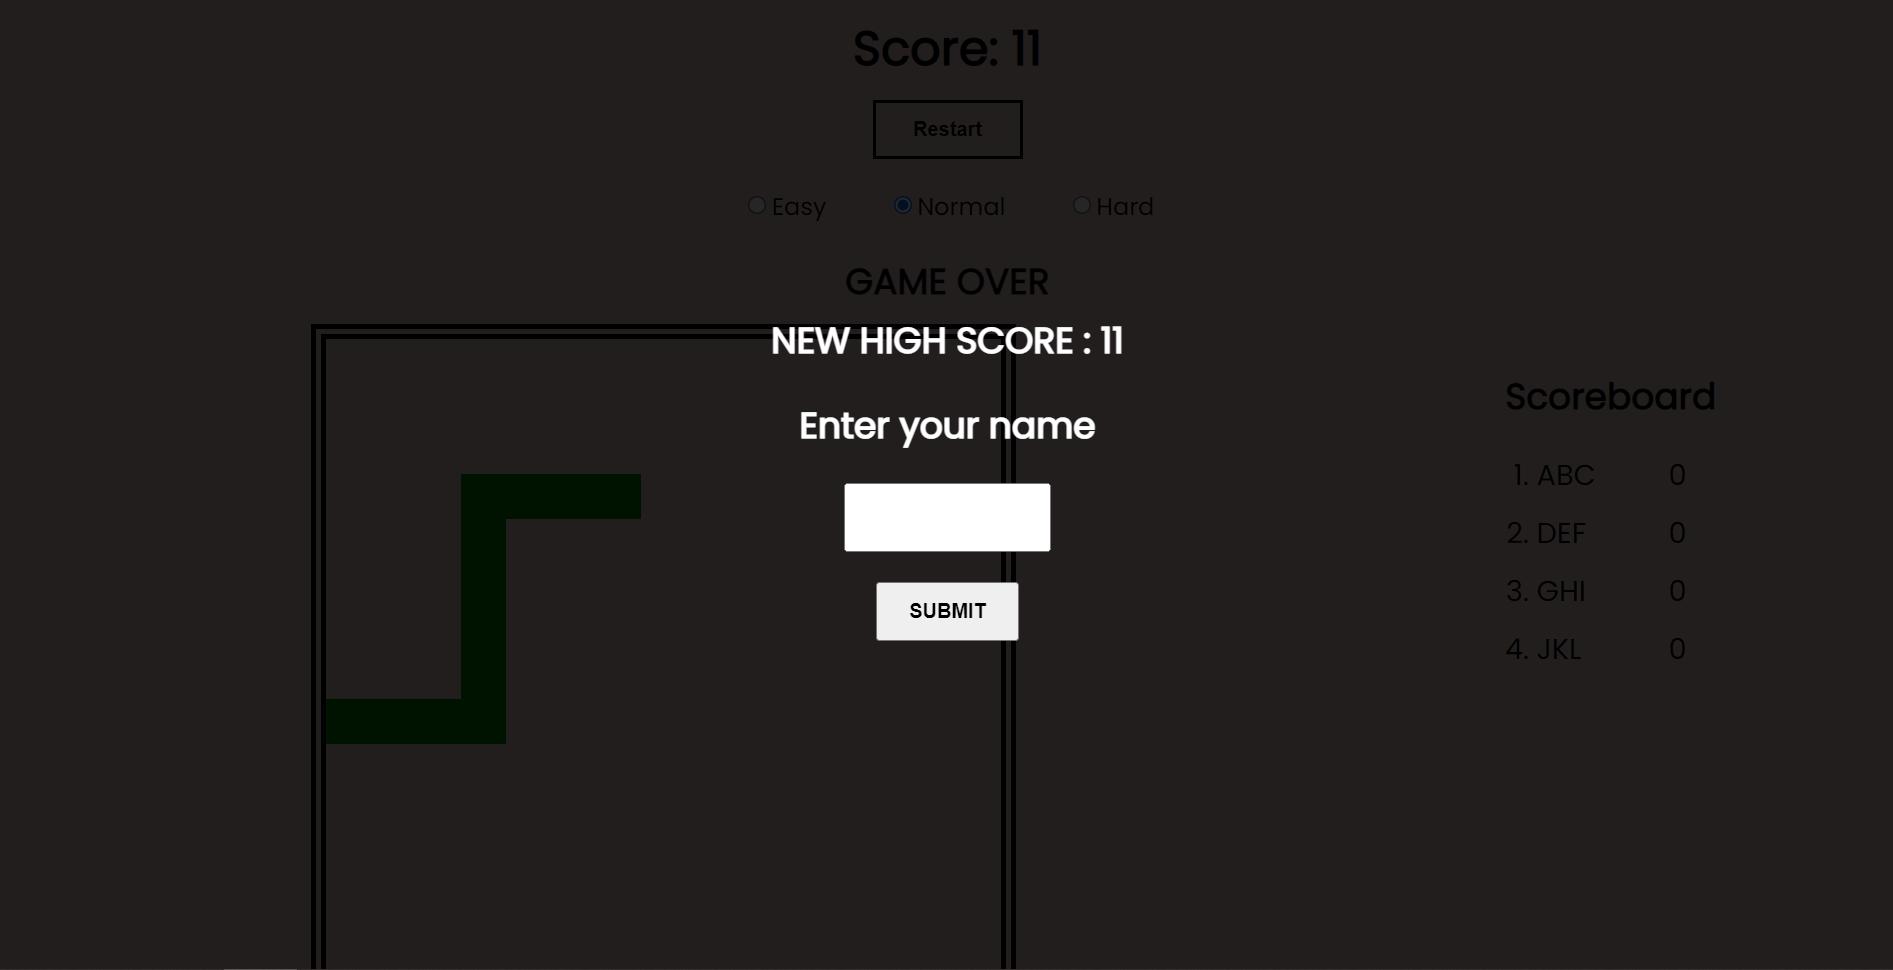 Score: 11
Restart
Easy Normal Hard
GAME OVER
NEW HIGH SCORE : 11
Enter your name
SUBMIT
Scoreboard
1. ABC 0
2. DEF 0
3. GHI 0
4. JKL 0